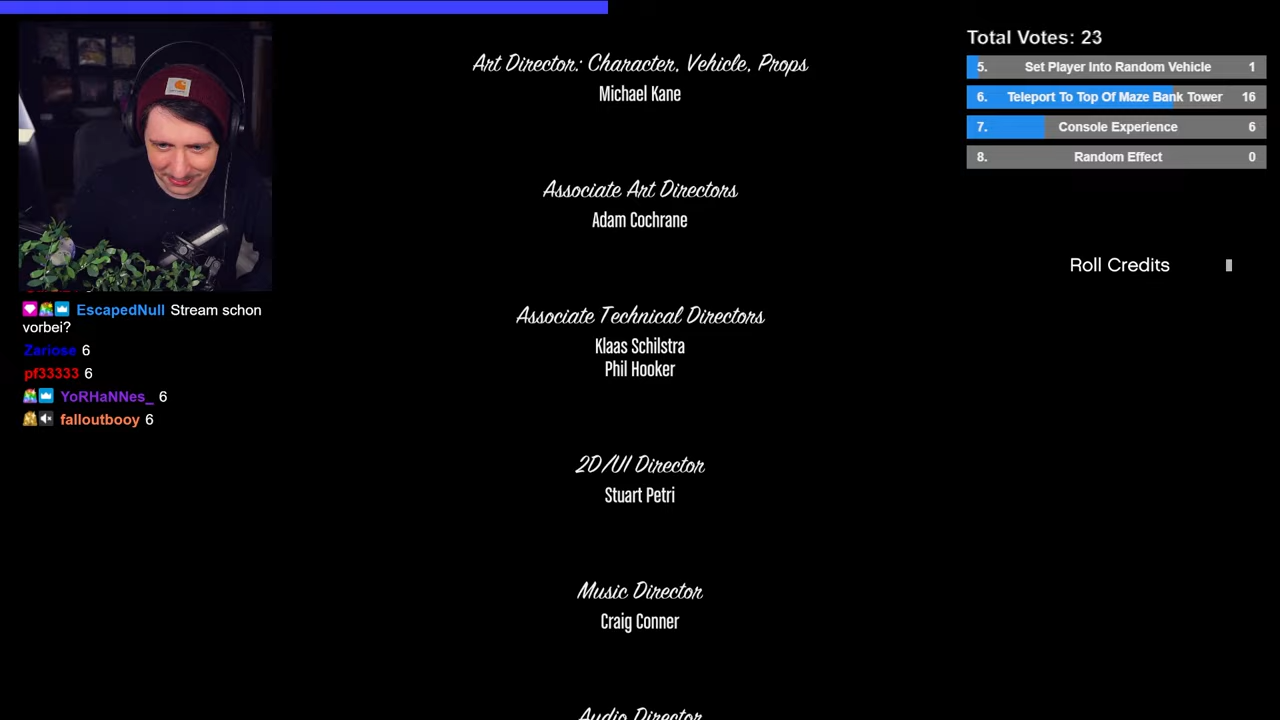 Art Director: Character, Vehicle, Props
Michael Kane
Associate Art Directors
Adam Cochrane
Associate Technical Directors
Klaas Schilstra
Phil Hooker
2D/UI Director
Stuart Petri
Music Director
Craig Conner
Audio Director
Total Votes: 23
5. Set Player Into Random Vehicle 1
6. Teleport To Top Of Maze Bank Tower 16
7. Console Experience 6
8. Random Effect 0
Roll Credits
EscapedNull Stream schon
vorbei?
Zariose 6
pf33333 6
YoRHaNNes_ 6
falloutbooy 6